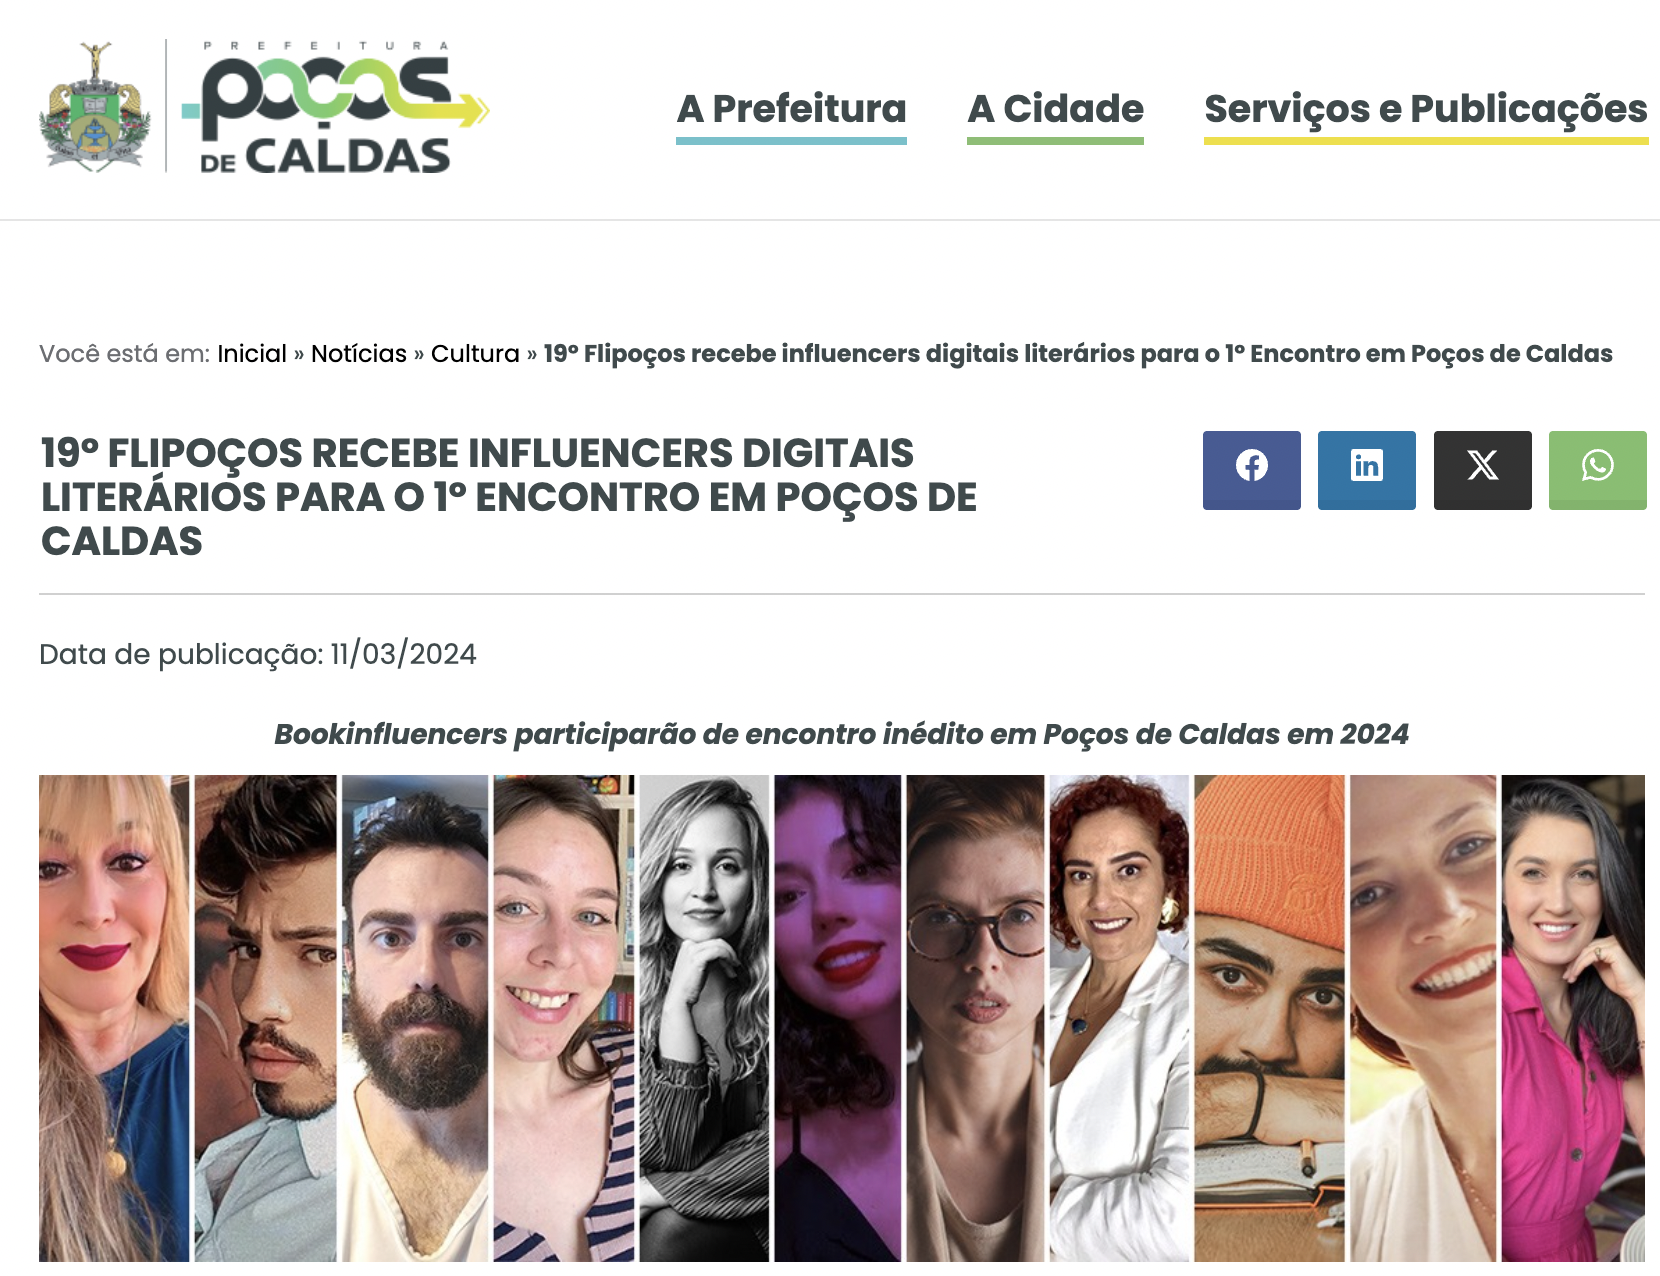 PREFEITURA
poços
DE CALDAS
A Prefeitura
A Cidade
Serviços e Publicações
Você está em: Inicial » Notícias » Cultura » 19º Flipoços recebe influencers digitais literários para o 1º Encontro em Poços de Caldas
19º FLIPOÇOS RECEBE INFLUENCERS DIGITAIS
LITERÁRIOS PARA O 1º ENCONTRO EM POÇOS DE
CALDAS
Data de publicação: 11/03/2024
Bookinfluencers participarão de encontro inédito em Poços de Caldas em 2024